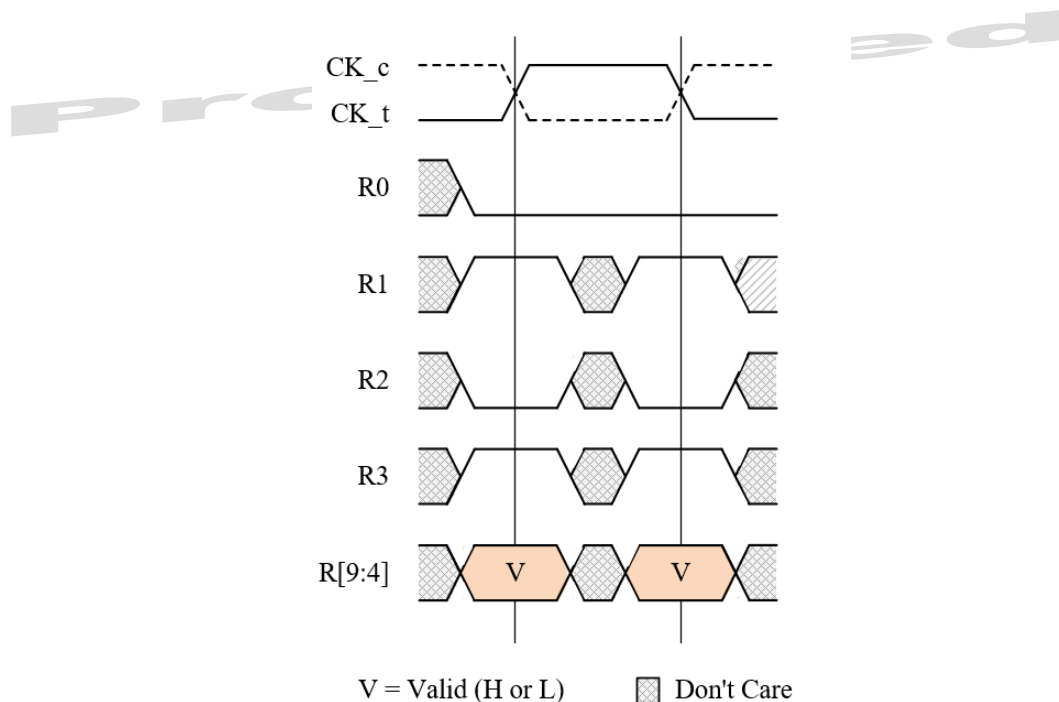 CK_c
CK_t
R0
R1
R2
R3
R[9:4]
V
V
V = Valid (H or L)
Don't Care